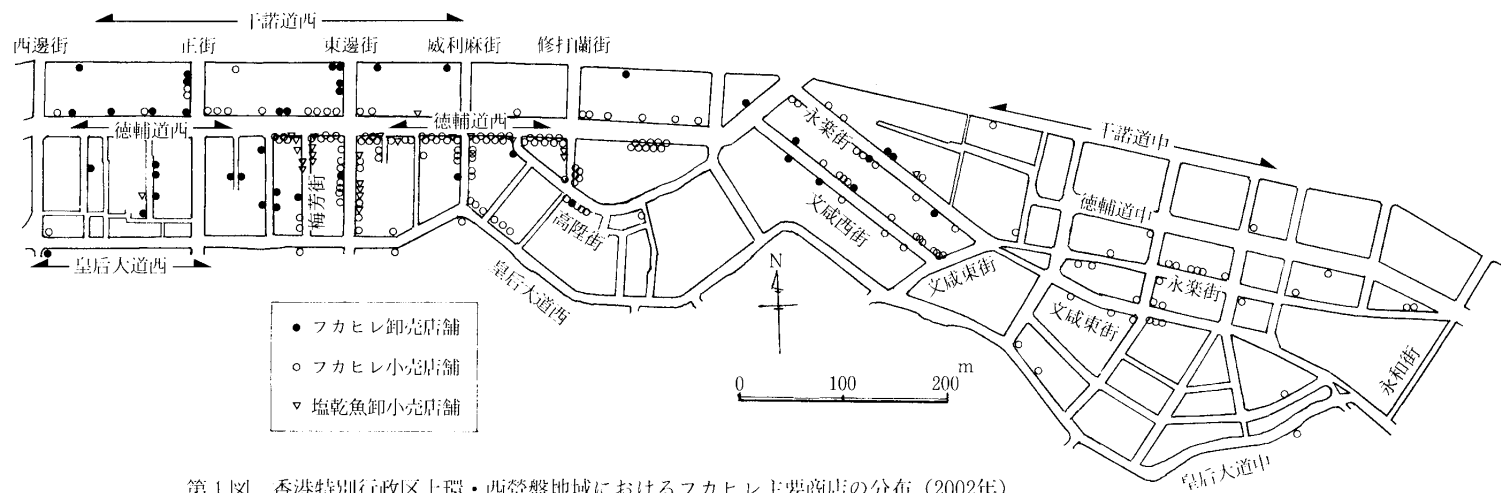 干諾道西
西邊街
正街
東邊街
威利麻街
修打蘭街
徳輔道西
徳輔道西
永楽街
干諾道中
梅芳街
高陞街
文咸西街
徳輔道中
皇后大道西
皇后大道西
文咸東街
永楽街
文咸東街
永和街
皇后大道中
N
● フカヒレ卸売店舗
○ フカヒレ小売店舗
▽ 塩乾魚卸小売店舗
0 100 200 m
第1図 香港特別行政区上環・西營盤地域におけるフカヒレ主要商店の分布（2002年）